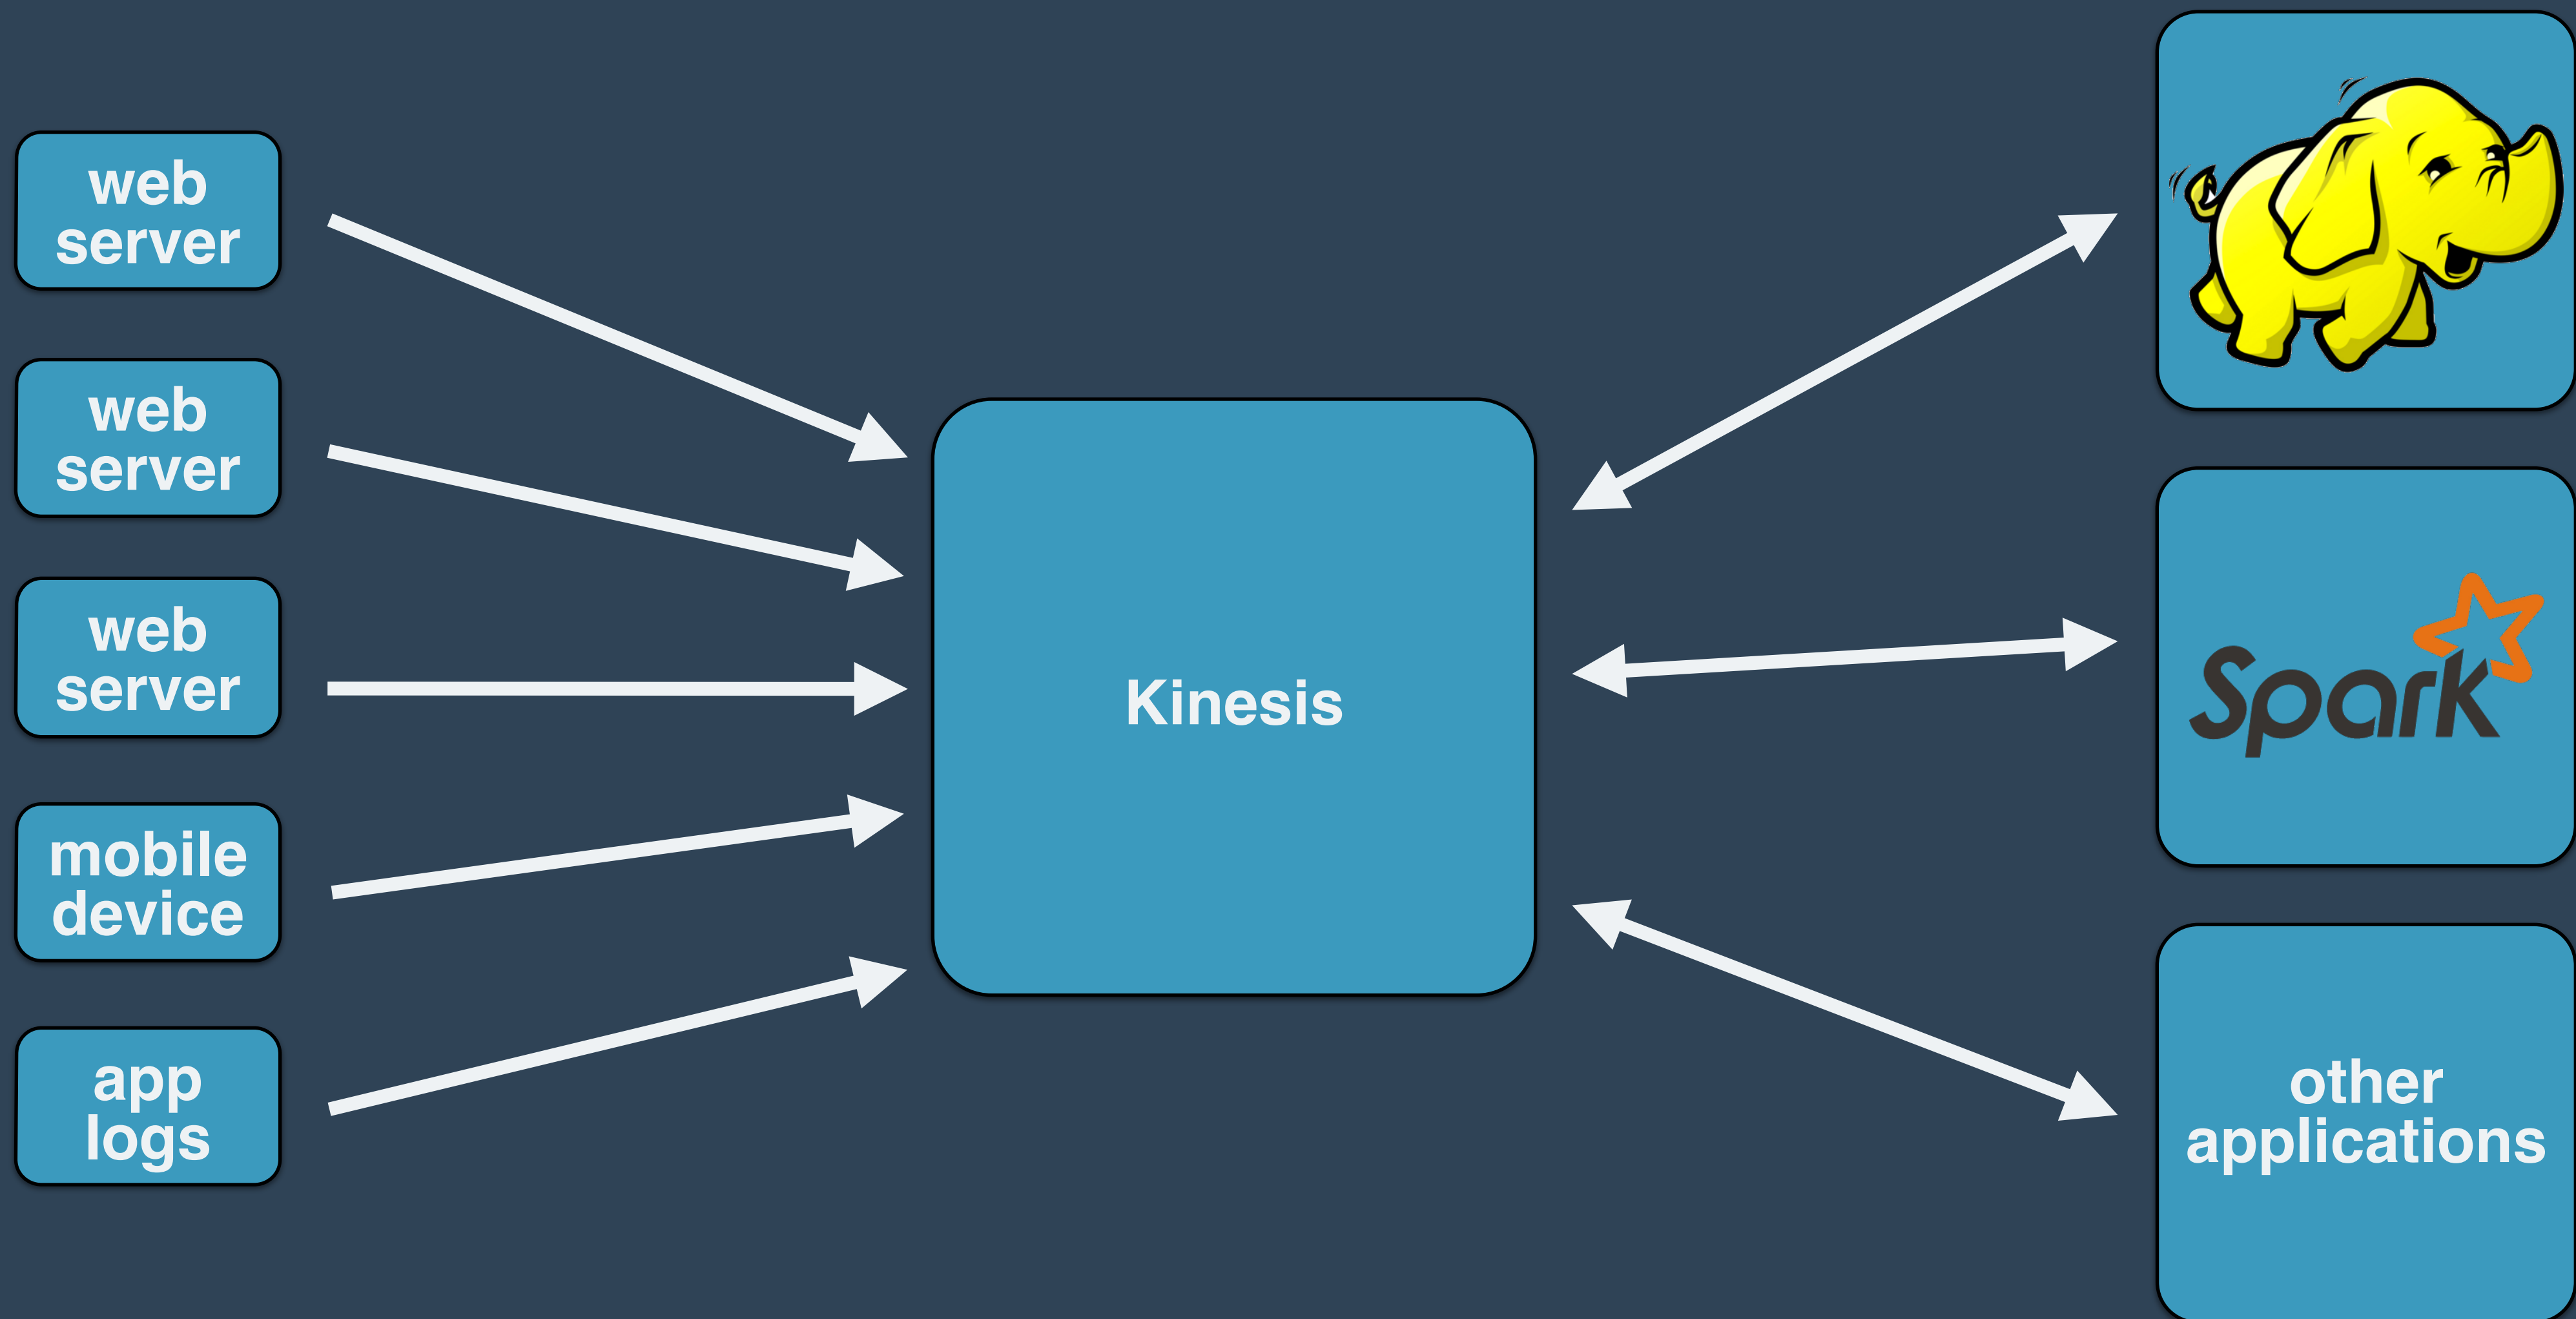 web
server
web
server
web
server
mobile
device
app
logs
Kinesis
Spark
other
applications